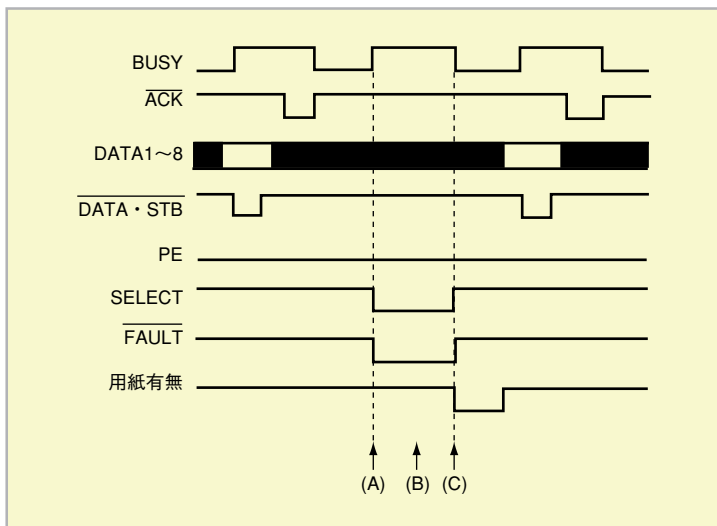 BUSY
ACK
DATA1〜8
DATA・STB
PE
SELECT
FAULT
用紙有無
(A) (B) (C)